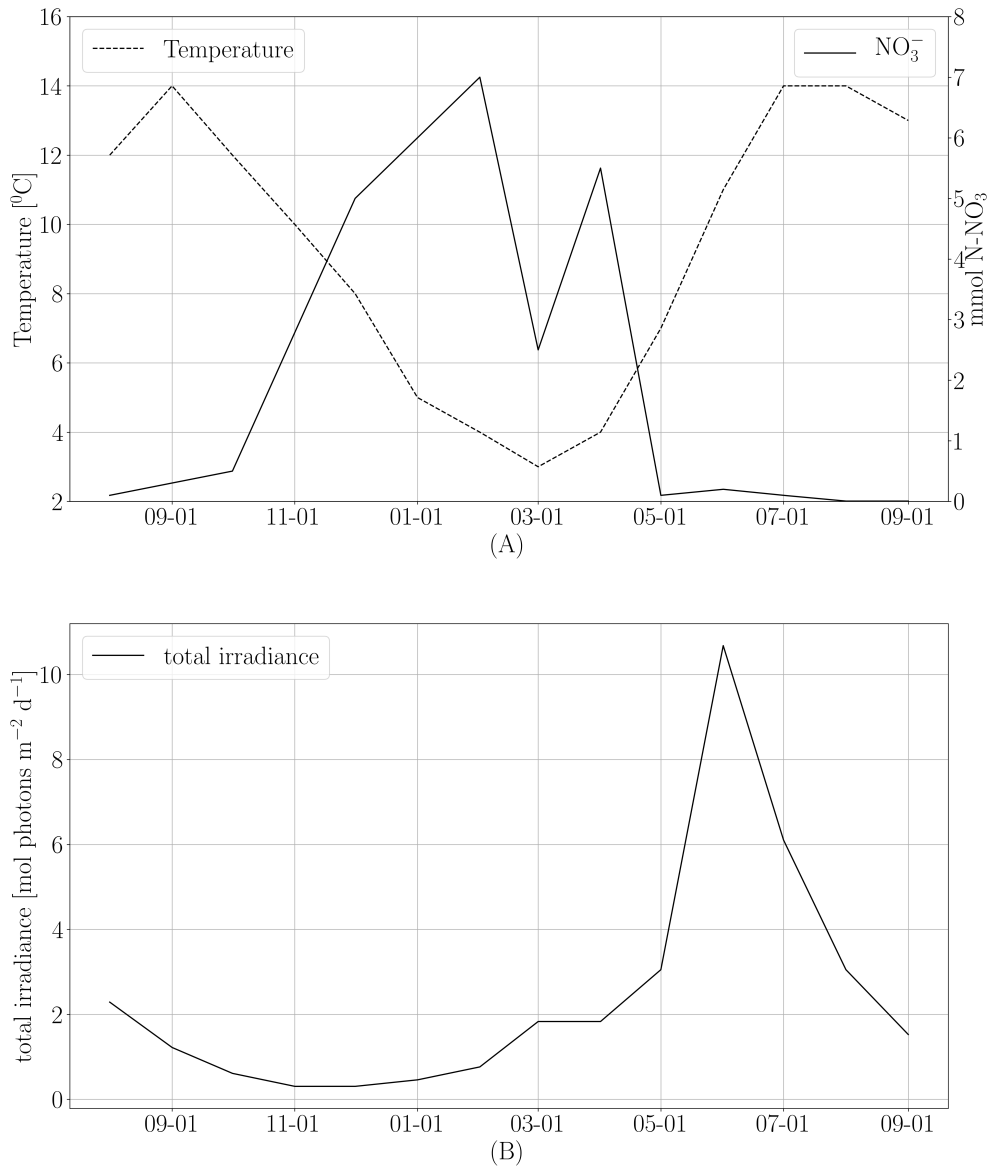 16
14
12
10
8
6
4
2
Temperature [⁰C]
Temperature
NO₃⁻
8
7
6
5
4
3
2
1
0
mmol N-NO₃
09-01 11-01 01-01 03-01 05-01 07-01 09-01
(A)
total irradiance
10
8
6
4
2
0
total irradiance [mol photons m⁻² d⁻¹]
09-01 11-01 01-01 03-01 05-01 07-01 09-01
(B)